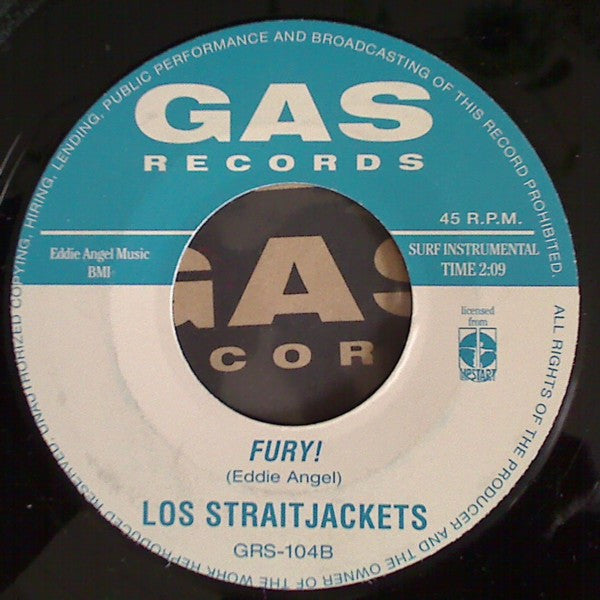 GAS
RECORDS
45 R.P.M.
Eddie Angel Music
BMI
SURF INSTRUMENTAL
TIME 2:09
licensed
from
UPSTART
GAS
COR
FURY!
(Eddie Angel)
LOS STRAITJACKETS
GRS-104B
ALL RIGHTS OF THE PRODUCER AND THE OWNER OF THE WORK REPRODUCED RESERVED. UNAUTHORIZED COPYING, HIRING, LENDING, PUBLIC PERFORMANCE AND BROADCASTING OF THIS RECORD PROHIBITED.